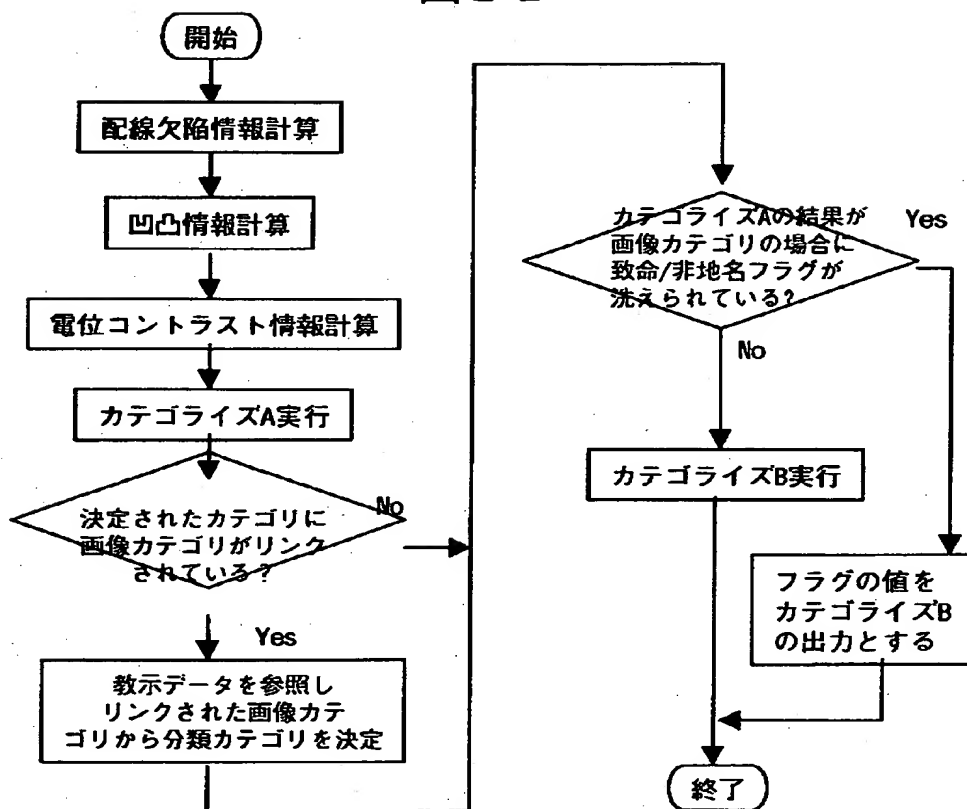 開始
配線欠陥情報計算
凹凸情報計算
電位コントラスト情報計算
カテゴライズA実行
決定されたカテゴリに
画像カテゴリがリンク
されている？
No
Yes
教示データを参照し
リンクされた画像カテ
ゴリから分類カテゴリを決定
カテゴライズAの結果が
画像カテゴリの場合に
致命/非地名フラグが
洗えられている？
Yes
No
カテゴライズB実行
フラグの値を
カテゴライズB
の出力とする
終了